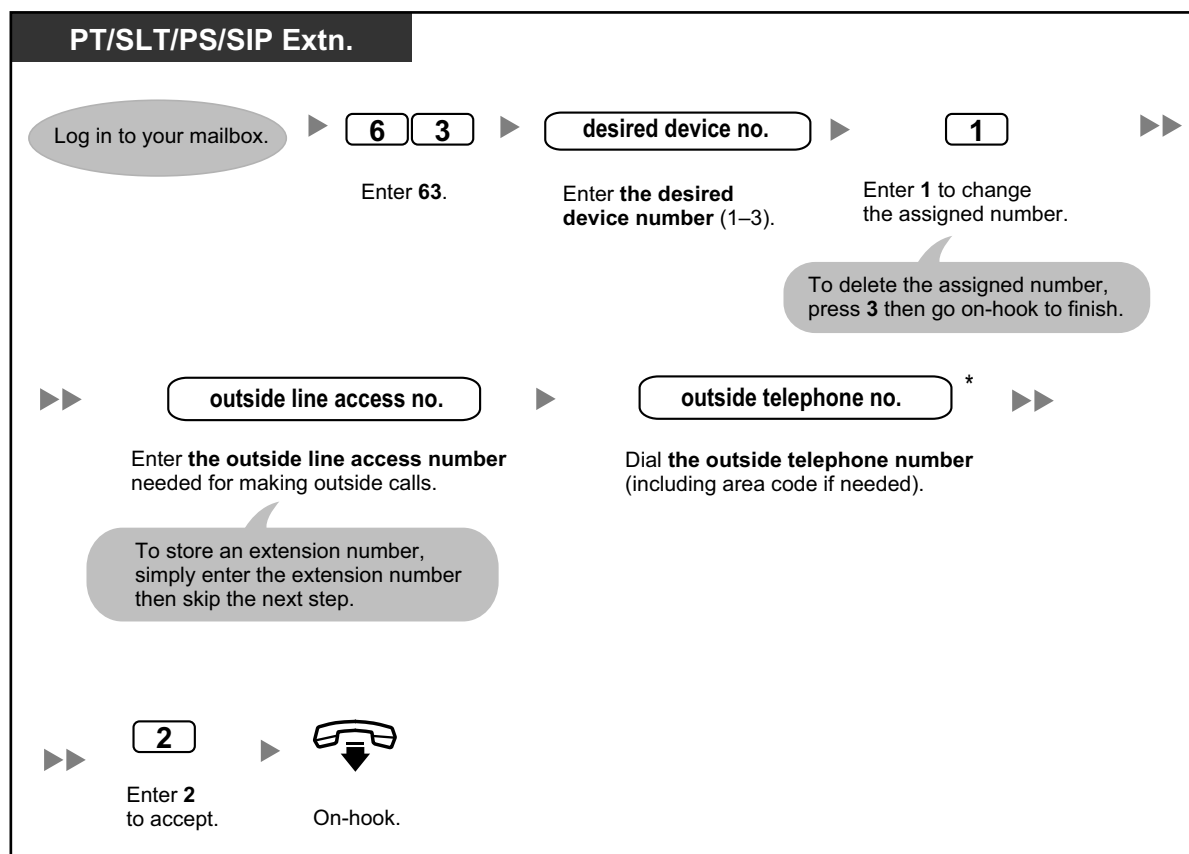 PT/SLT/PS/SIP Extn.
Log in to your mailbox.
6 3
desired device no.
1
Enter 63.
Enter the desired
device number (1–3).
Enter 1 to change
the assigned number.
To delete the assigned number,
press 3 then go on-hook to finish.
outside line access no.
outside telephone no. *
Enter the outside line access number
needed for making outside calls.
Dial the outside telephone number
(including area code if needed).
To store an extension number,
simply enter the extension number
then skip the next step.
2
Enter 2
to accept.
On-hook.